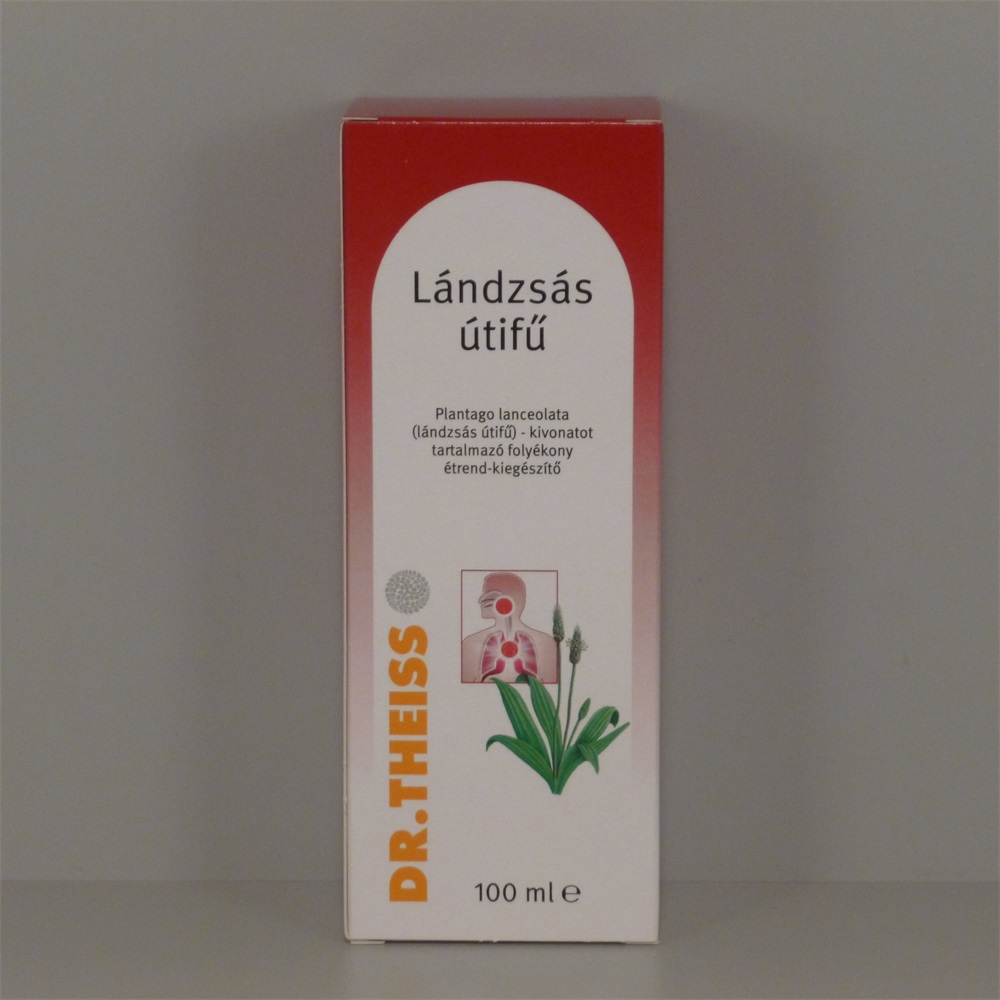 Lándzsás
útifű
Plantago lanceolata
(lándzsás útifű) - kivonatot
tartalmazó folyékony
étrend-kiegészítő
DR.THEISS
100 ml ℮